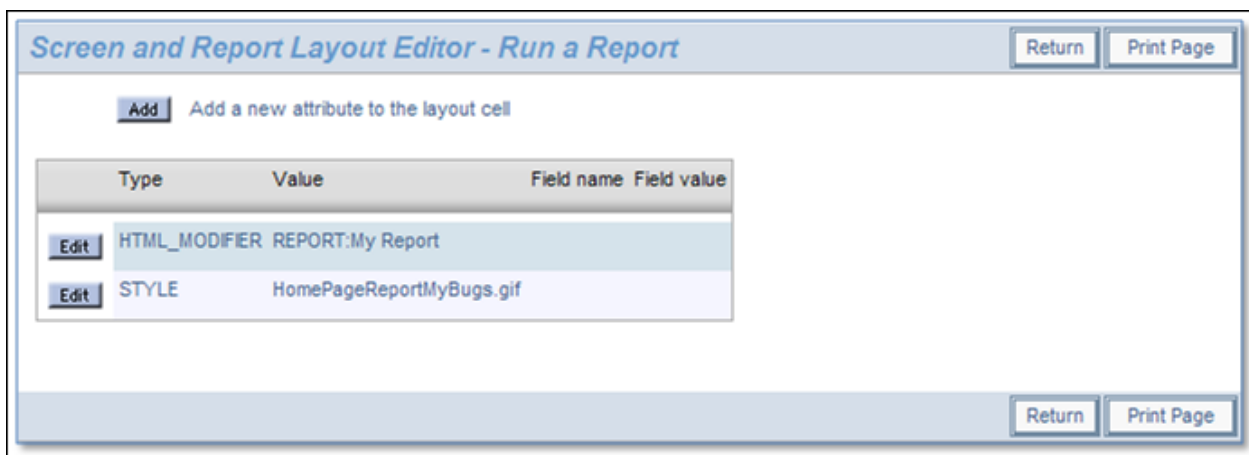 Screen and Report Layout Editor - Run a Report Return Print Page
Add Add a new attribute to the layout cell
Type Value Field name Field value
Edit HTML_MODIFIER REPORT:My Report
Edit STYLE HomePageReportMyBugs.gif
Return Print Page